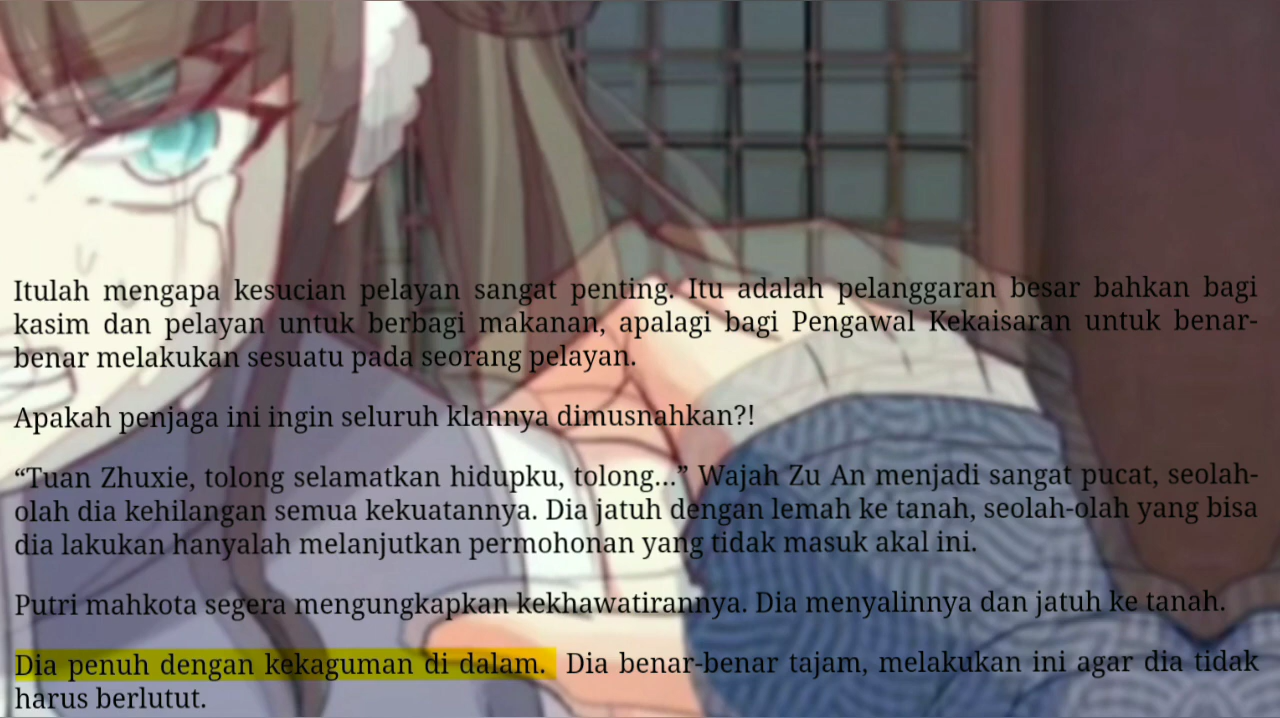 Itulah mengapa kesucian pelayan sangat penting. Itu adalah pelanggaran besar bahkan bagi
kasim dan pelayan untuk berbagi makanan, apalagi bagi Pengawal Kekaisaran untuk benar-
benar melakukan sesuatu pada seorang pelayan.
Apakah penjaga ini ingin seluruh klannya dimusnahkan?!
“Tuan Zhuxie, tolong selamatkan hidupku, tolong...” Wajah Zu An menjadi sangat pucat, seolah-
olah dia kehilangan semua kekuatannya. Dia jatuh dengan lemah ke tanah, seolah-olah yang bisa
dia lakukan hanyalah melanjutkan permohonan yang tidak masuk akal ini.
Putri mahkota segera mengungkapkan kekhawatirannya. Dia menyalinnya dan jatuh ke tanah.
Dia penuh dengan kekaguman di dalam. Dia benar-benar tajam, melakukan ini agar dia tidak
harus berlutut.